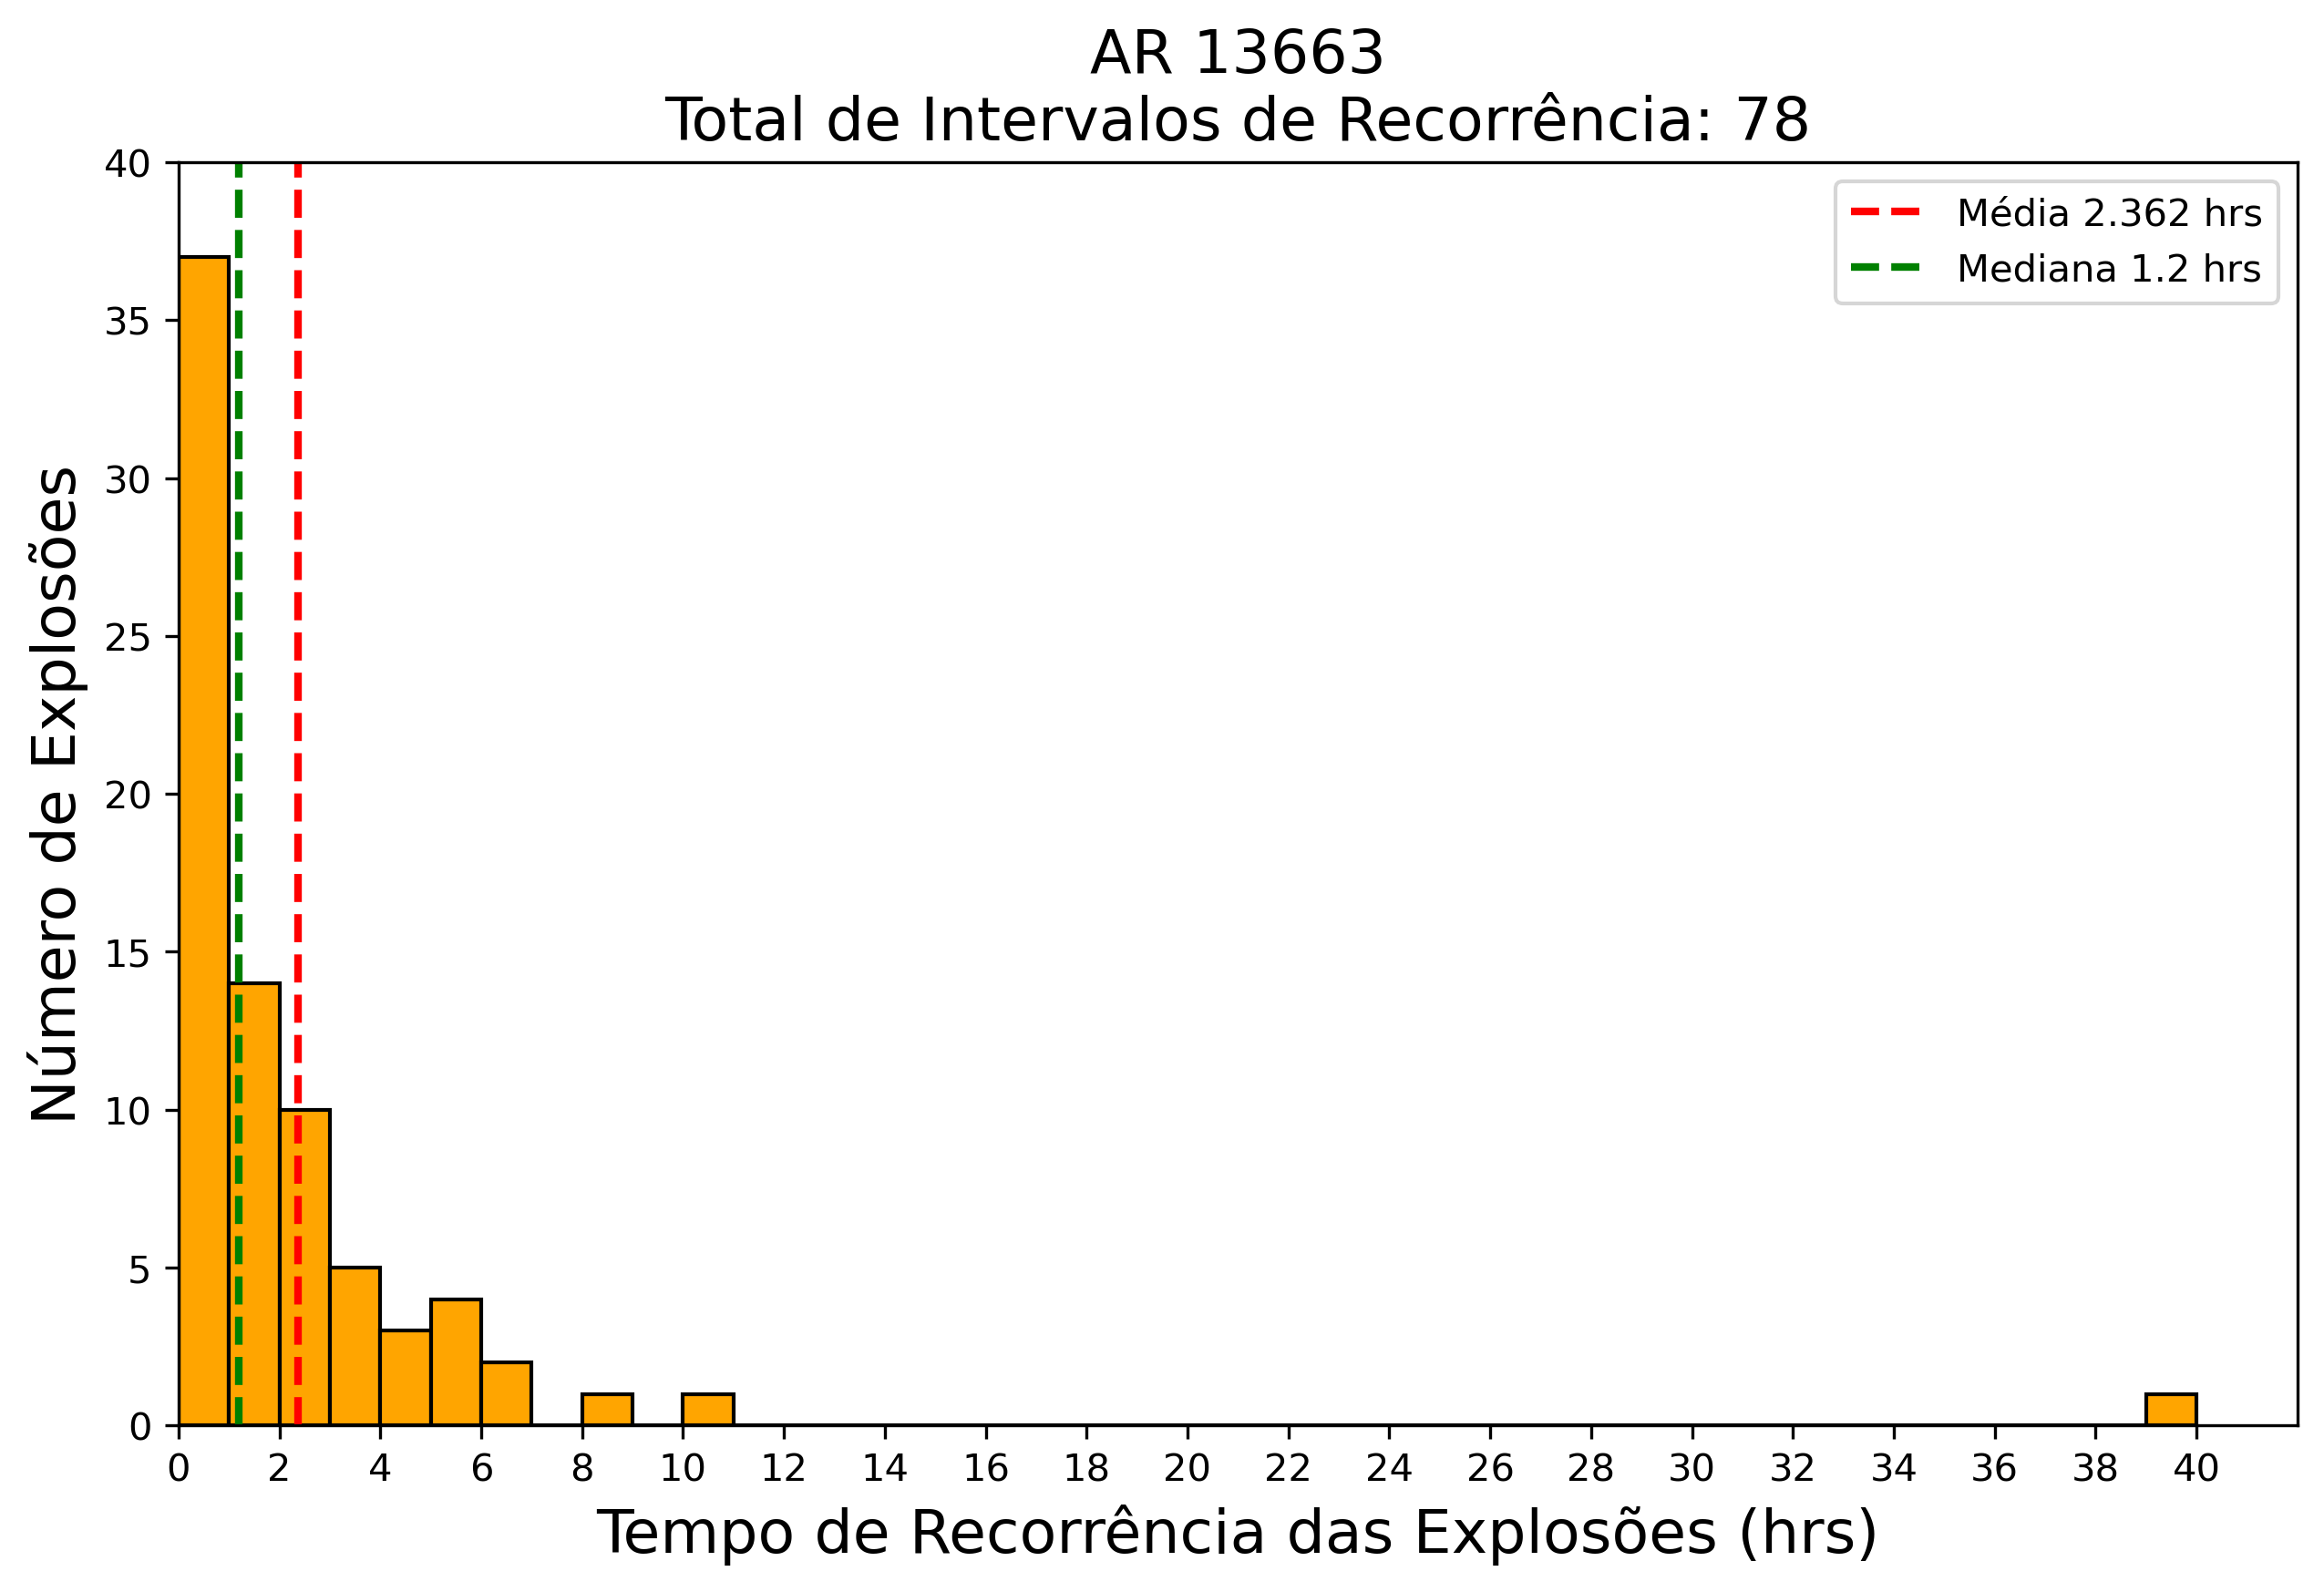 AR 13663
Total de Intervalos de Recorrência: 78
Média 2.362 hrs
Mediana 1.2 hrs
Número de Explosões
40
35
30
25
20
15
10
5
0
0 2 4 6 8 10 12 14 16 18 20 22 24 26 28 30 32 34 36 38 40
Tempo de Recorrência das Explosões (hrs)